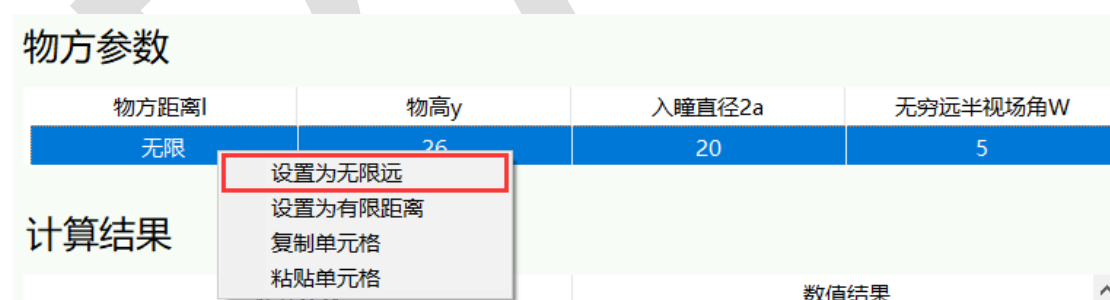 物方参数
物方距离l 物高y 入瞳直径2a 无穷远半视场角W
无限 26 20 5
设置为无限远
设置为有限距离
计算结果
复制单元格
粘贴单元格
数值结果